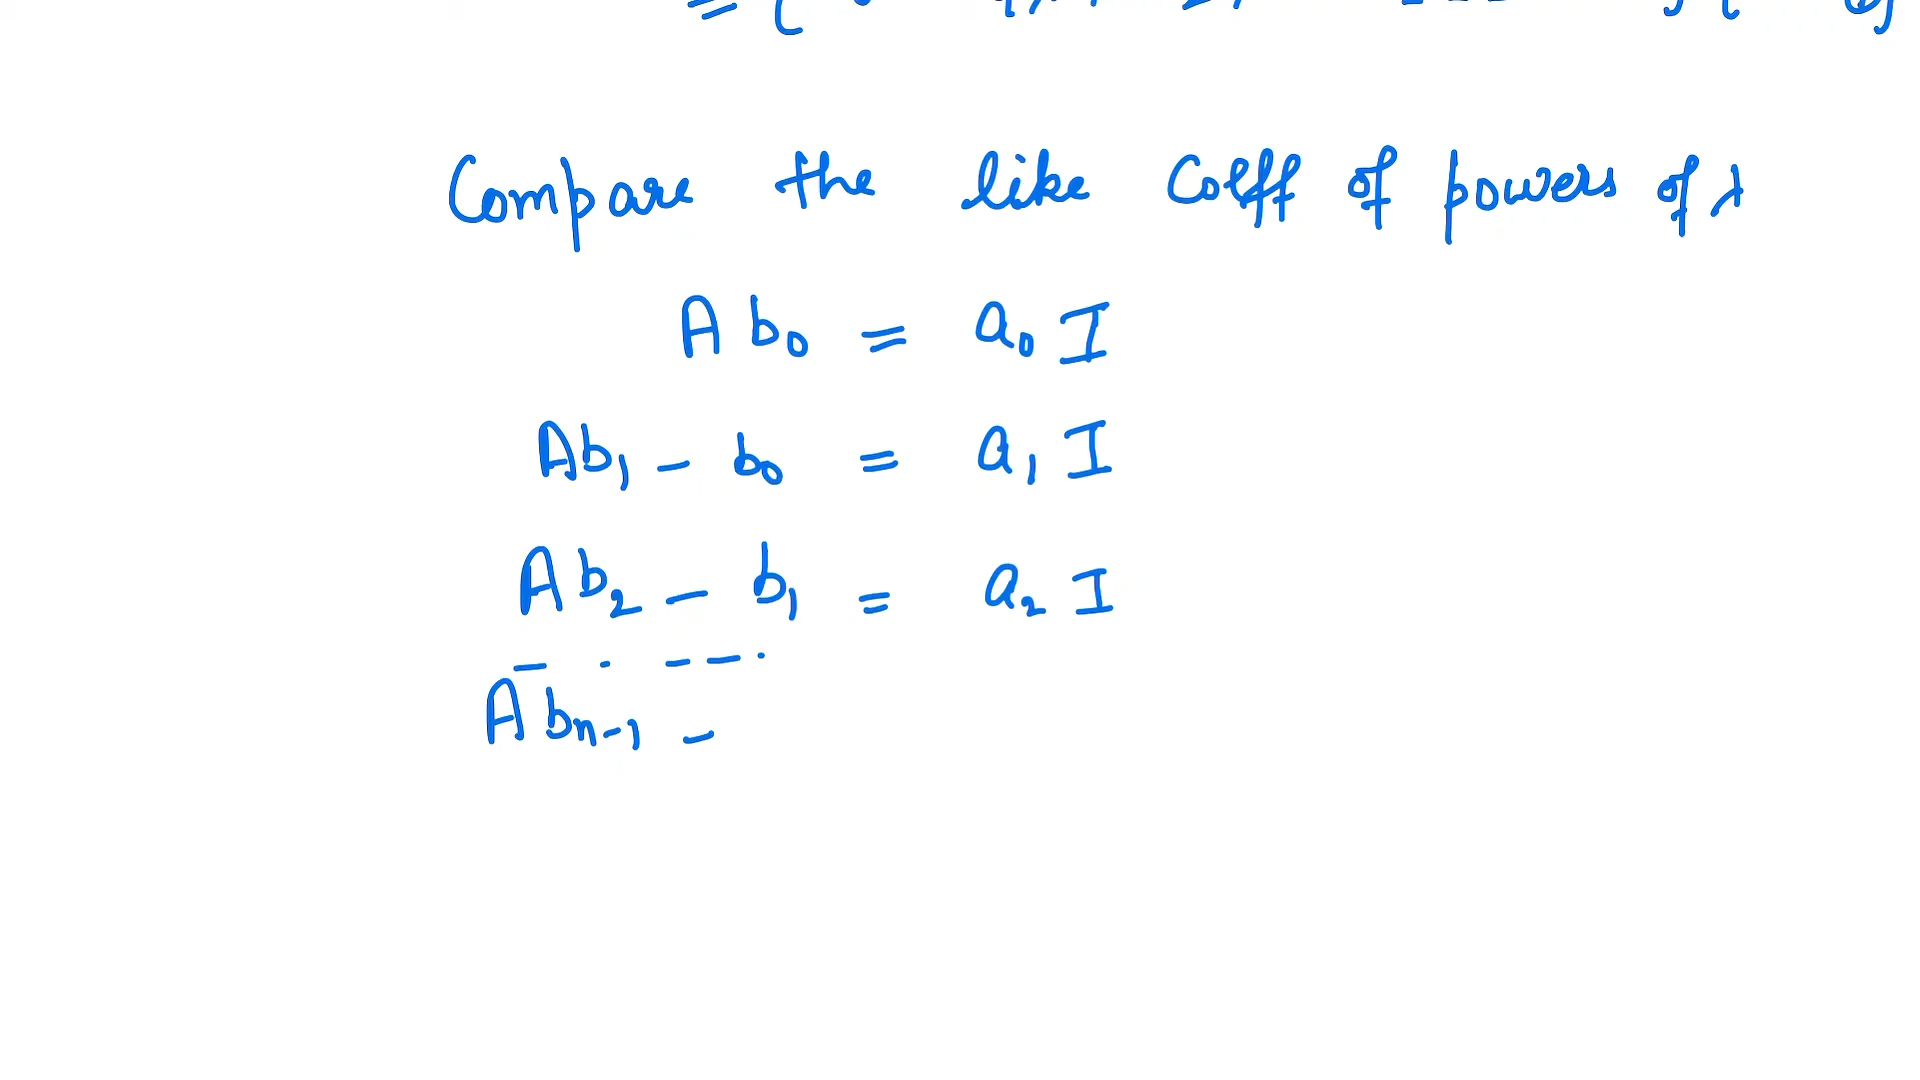 Compare the like Coeff of powers of λ
A b₀ = a₀ I
Ab₁ - b₀ = a₁ I
Ab₂ - b₁ = a₂ I
- . - - .
A bₙ₋₁ -